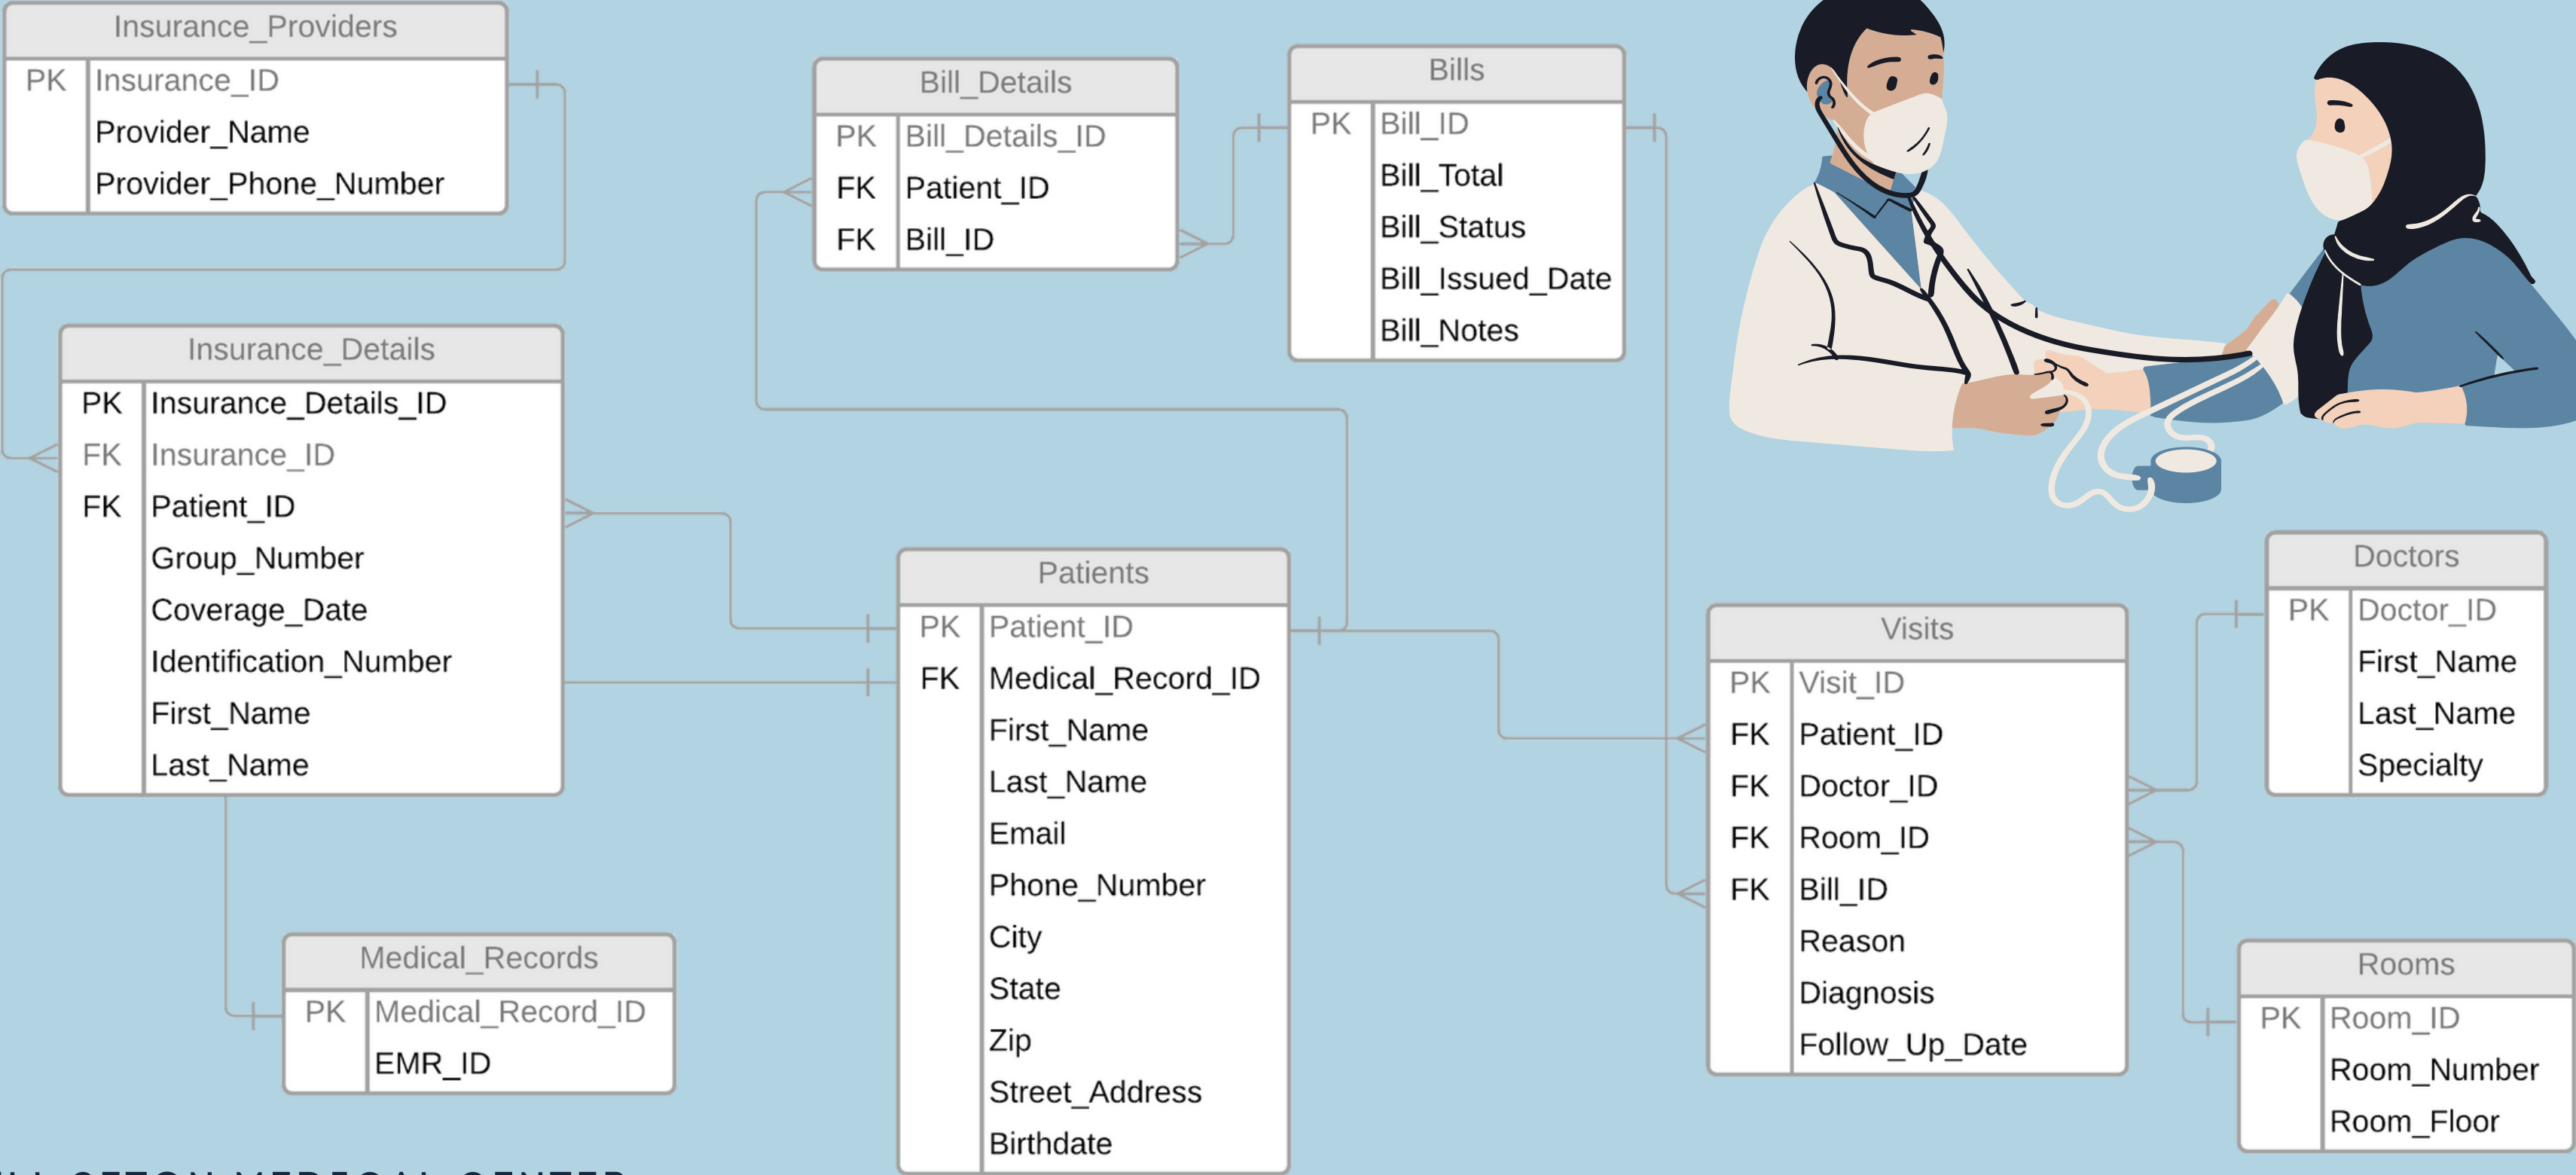 Insurance_Providers
PK Insurance_ID
Provider_Name
Provider_Phone_Number
Bill_Details
PK Bill_Details_ID
FK Patient_ID
FK Bill_ID
Bills
PK Bill_ID
Bill_Total
Bill_Status
Bill_Issued_Date
Bill_Notes
Insurance_Details
PK Insurance_Details_ID
FK Insurance_ID
FK Patient_ID
Group_Number
Coverage_Date
Identification_Number
First_Name
Last_Name
Patients
PK Patient_ID
FK Medical_Record_ID
First_Name
Last_Name
Email
Phone_Number
City
State
Zip
Street_Address
Birthdate
Visits
PK Visit_ID
FK Patient_ID
FK Doctor_ID
FK Room_ID
FK Bill_ID
Reason
Diagnosis
Follow_Up_Date
Doctors
PK Doctor_ID
First_Name
Last_Name
Specialty
Medical_Records
PK Medical_Record_ID
EMR_ID
Rooms
PK Room_ID
Room_Number
Room_Floor
MEDICAL CENTER